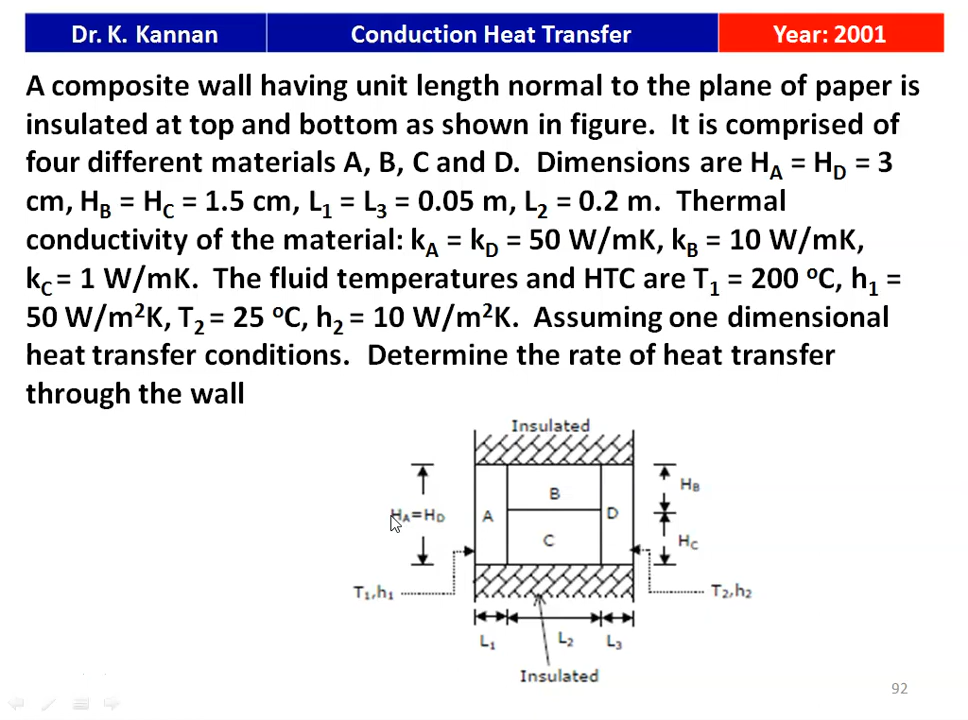 Dr. K. Kannan
Conduction Heat Transfer
Year: 2001
A composite wall having unit length normal to the plane of paper is
insulated at top and bottom as shown in figure. It is comprised of
four different materials A, B, C and D. Dimensions are H_A = H_D = 3
cm, H_B = H_C = 1.5 cm, L_1 = L_3 = 0.05 m, L_2 = 0.2 m. Thermal
conductivity of the material: k_A = k_D = 50 W/mK, k_B = 10 W/mK,
k_C = 1 W/mK. The fluid temperatures and HTC are T_1 = 200 °C, h_1 =
50 W/m²K, T_2 = 25 °C, h_2 = 10 W/m²K. Assuming one dimensional
heat transfer conditions. Determine the rate of heat transfer
through the wall
Insulated
H_B
B
H_A=H_D
A
D
C
H_C
T_1,h_1
T_2,h_2
L_1
L_2
L_3
Insulated
92